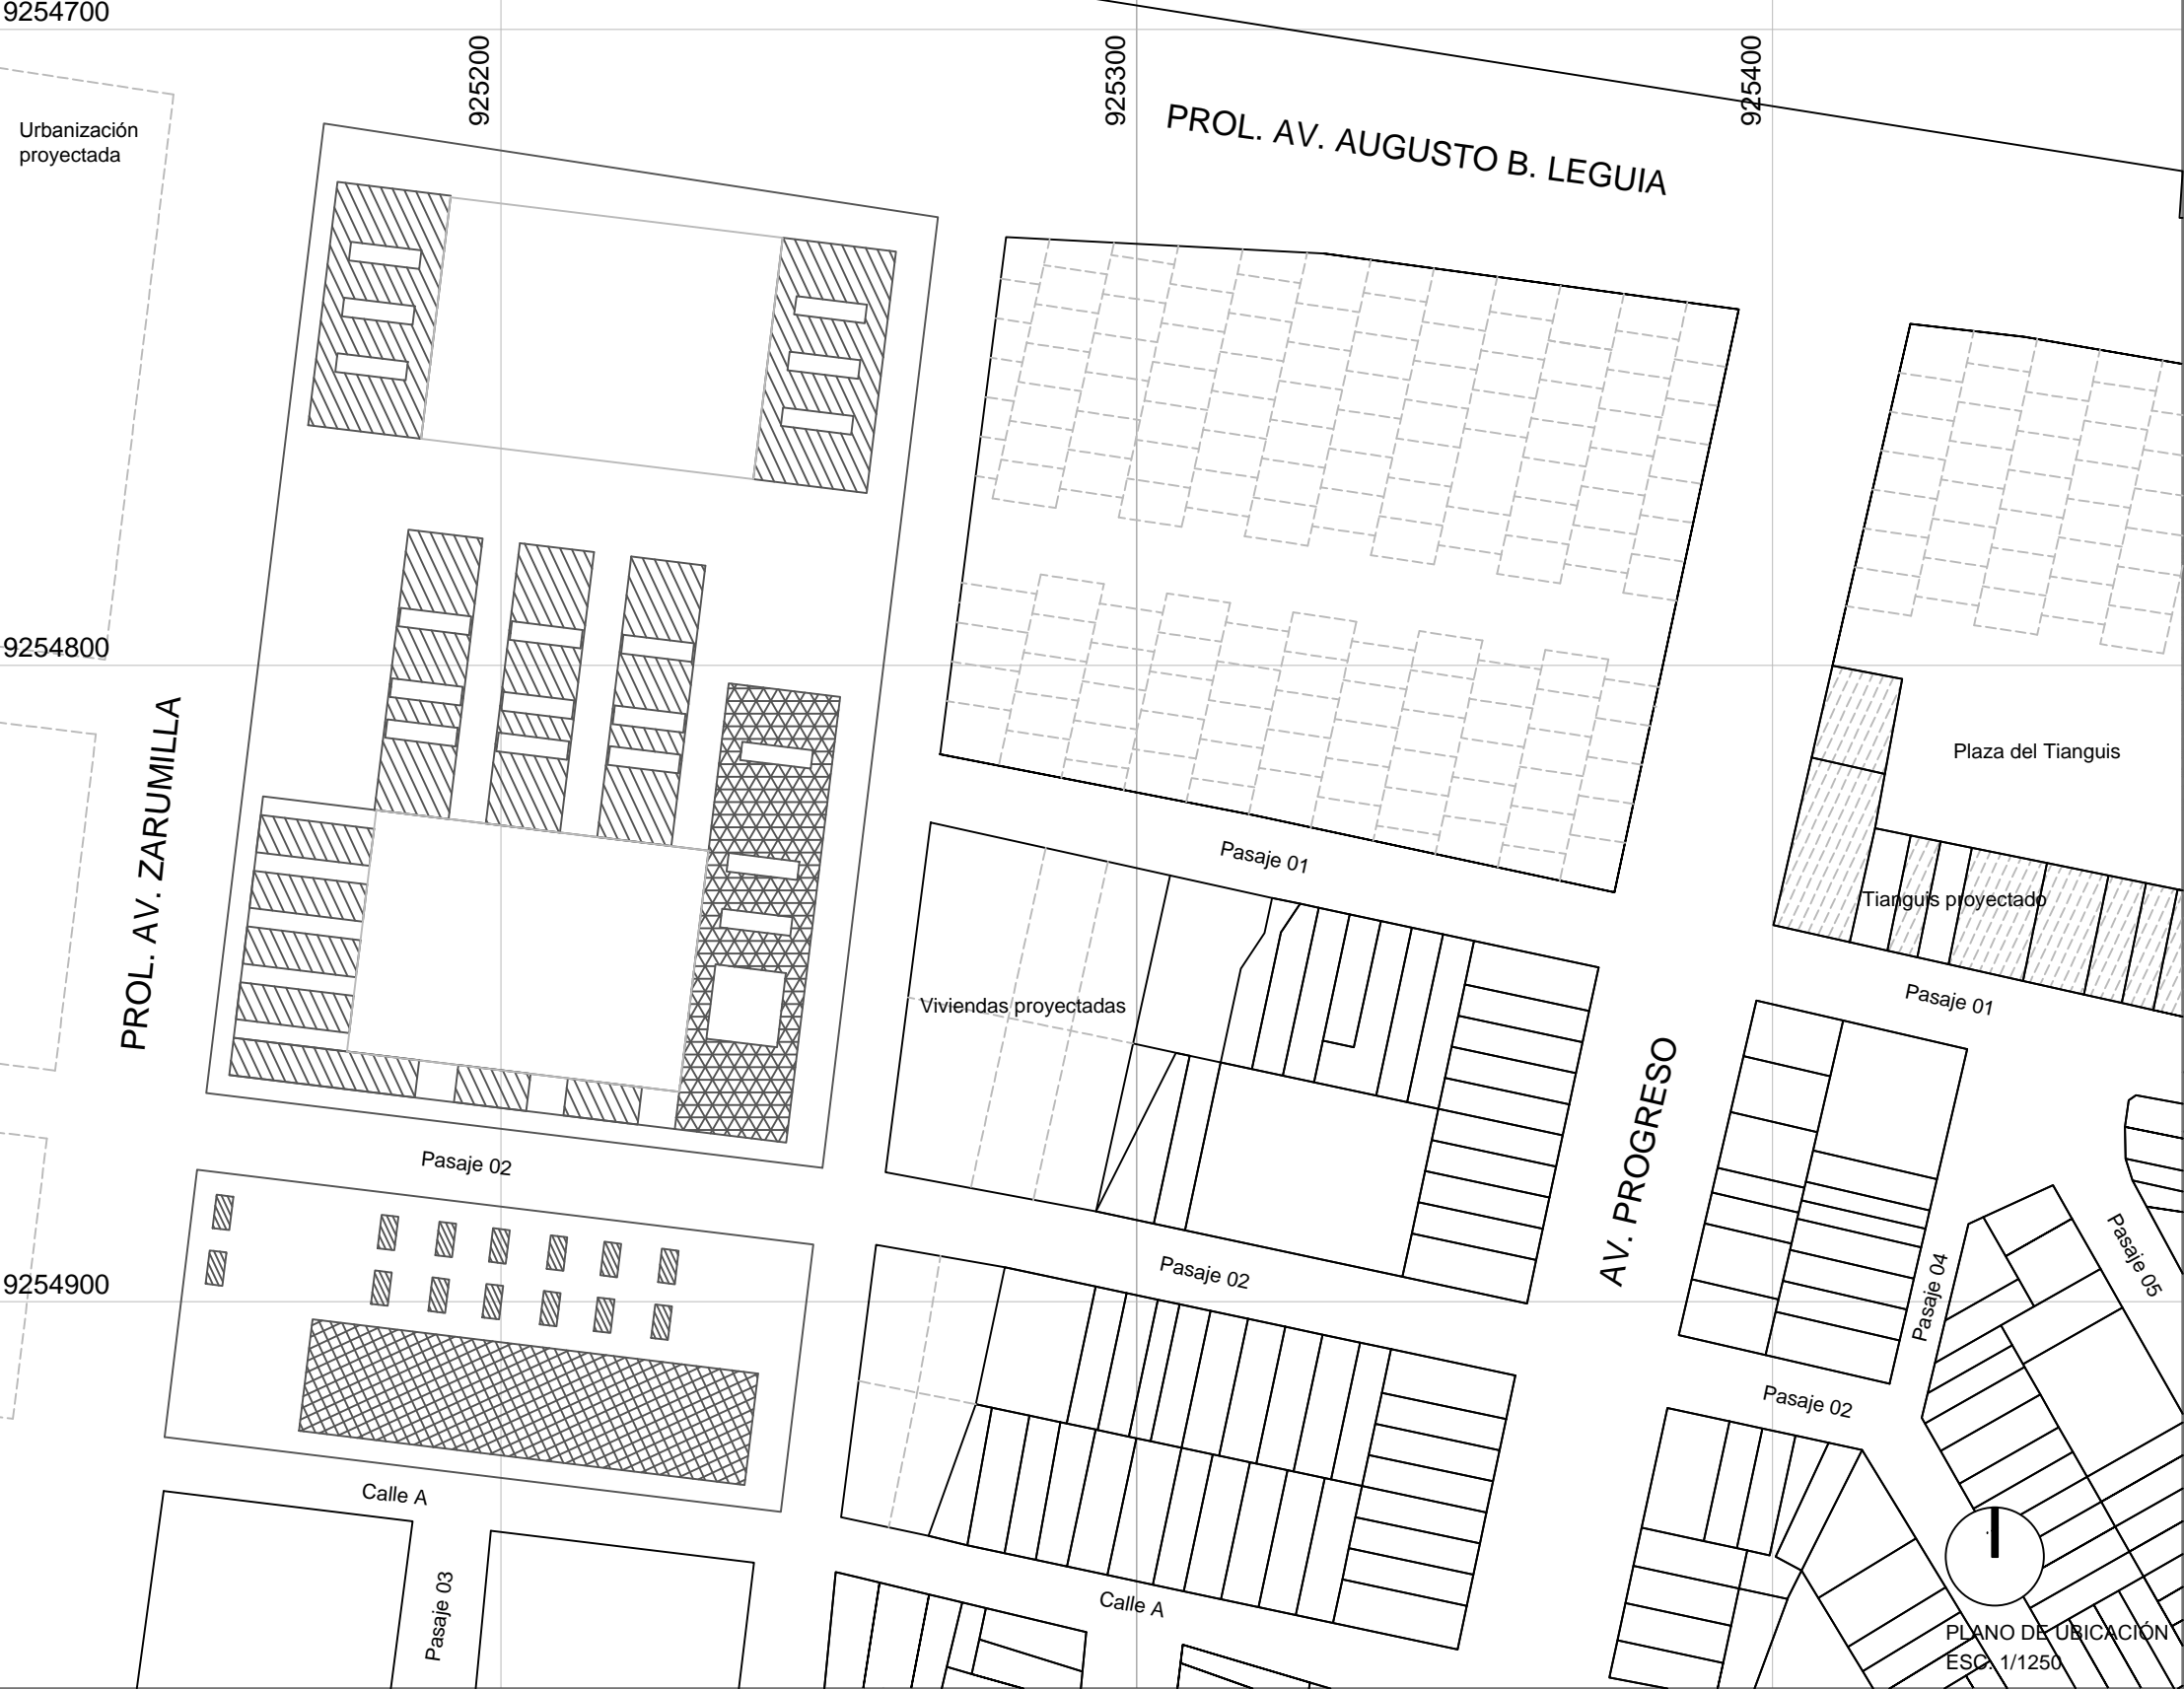 9254700
925200
925300
925400
PROL. AV. AUGUSTO B. LEGUIA
Urbanización
proyectada
9254800
PROL. AV. ZARUMILLA
Plaza del Tianguis
Pasaje 01
Tianguis proyectado
Viviendas proyectadas
Pasaje 01
AV. PROGRESO
Pasaje 02
Pasaje 02
Pasaje 04
Pasaje 05
9254900
Pasaje 02
Calle A
Pasaje 03
Calle A
PLANO DE UBICACIÓN
ESC. 1/1250